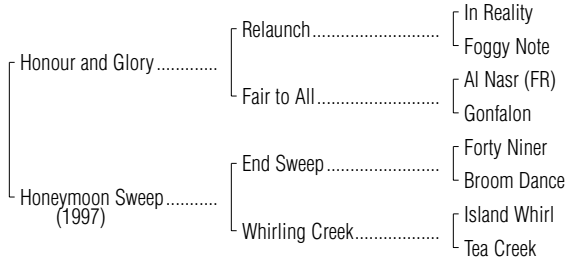 In Reality
Relaunch
Foggy Note
Honour and Glory
Al Nasr (FR)
Fair to All
Gonfalon
Forty Niner
End Sweep
Broom Dance
Honeymoon Sweep
(1997)
Island Whirl
Whirling Creek
Tea Creek